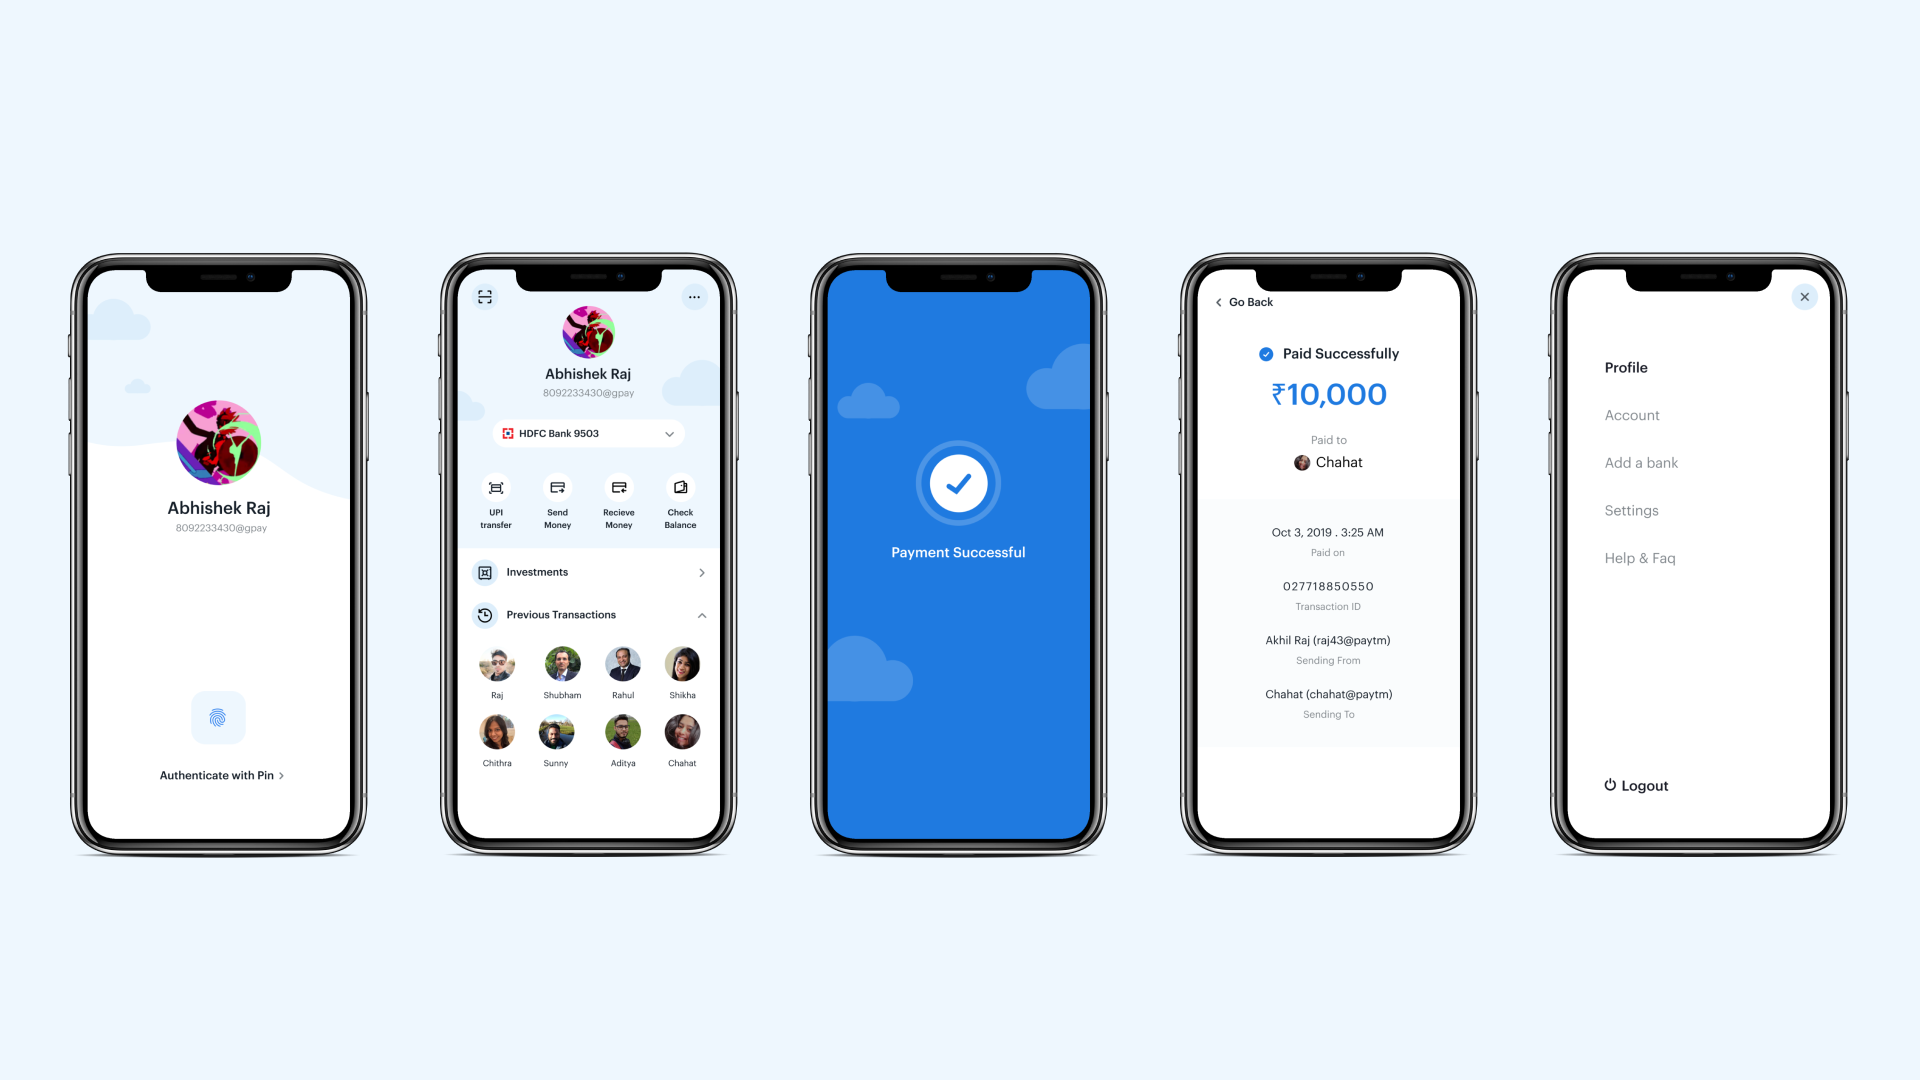 Abhishek Raj
8092233430@gpay
Authenticate with Pin
Abhishek Raj
8092233430@gpay
HDFC Bank 9503
UPI
transfer
Send
Money
Recieve
Money
Check
Balance
Investments
Previous Transactions
Raj
Shubham
Rahul
Shikha
Chithra
Sunny
Aditya
Chahat
Payment Successful
Go Back
Paid Successfully
₹10,000
Paid to
Chahat
Oct 3, 2019 . 3:25 AM
Paid on
027718850550
Transaction ID
Akhil Raj (raj43@paytm)
Sending From
Chahat (chahat@paytm)
Sending To
Profile
Account
Add a bank
Settings
Help & Faq
Logout